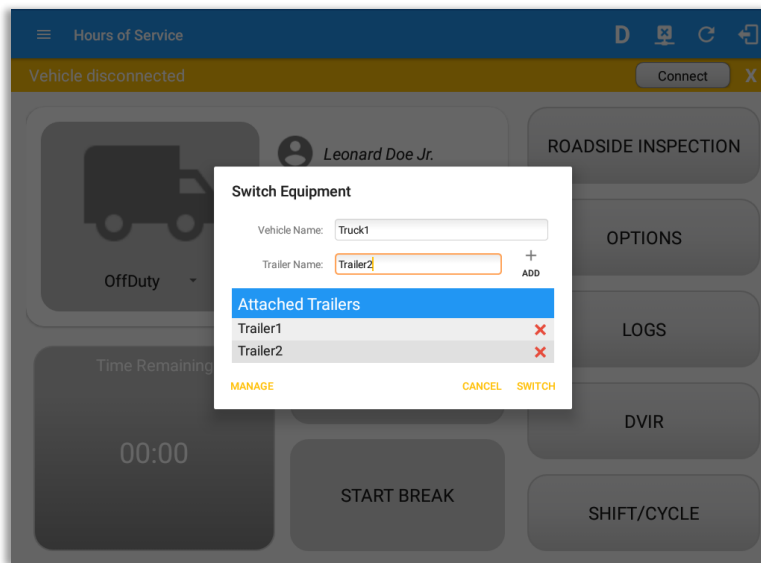 Hours of Service
D
Vehicle disconnected
Connect
X
Leonard Doe Jr.
ROADSIDE INSPECTION
Switch Equipment
Vehicle Name: Truck1
Trailer Name: Trailer2
+
ADD
OPTIONS
OffDuty
Attached Trailers
Trailer1
Trailer2
LOGS
Time Remaining
MANAGE
CANCEL
SWITCH
DVIR
00:00
START BREAK
SHIFT/CYCLE